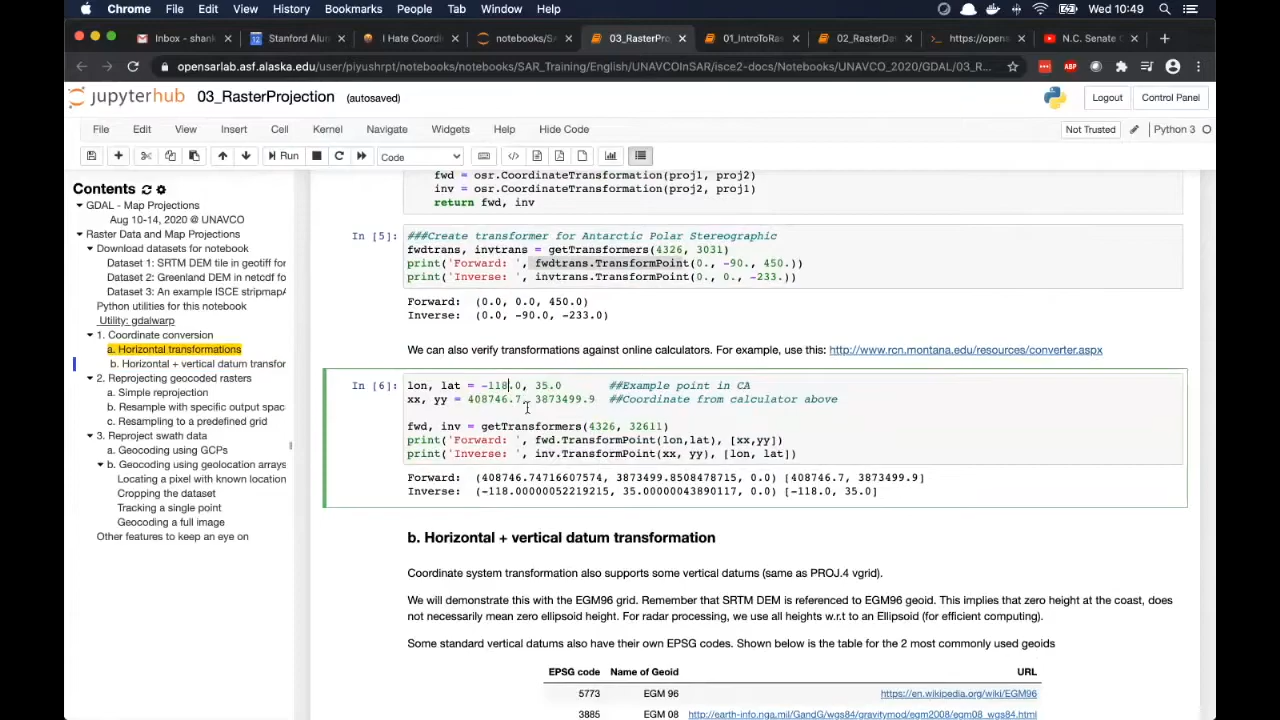 Chrome File Edit View History Bookmarks People Tab Window Help Wed 10:49
Inbox - shank Stanford Alun I Hate Coordi notebooks/SA 03_RasterPro 01_IntroToRas 02_RasterDat https://opens N.C. Senate C
opensarlab.asf.alaska.edu/user/piyushrpt/notebooks/notebooks/SAR_Training/English/UNAVCOInSAR/isce2-docs/Notebooks/UNAVCO_2020/GDAL/03_R...
jupyterhub 03_RasterProjection (autosaved) Logout Control Panel
File Edit View Insert Cell Kernel Navigate Widgets Help Hide Code Not Trusted Python 3
Run Code
Contents
GDAL - Map Projections
Aug 10-14, 2020 @ UNAVCO
Raster Data and Map Projections
Download datasets for notebook
Dataset 1: SRTM DEM tile in geotiff for
Dataset 2: Greenland DEM in netcdf fo
Dataset 3: An example ISCE stripmapA
Python utilities for this notebook
Utility: gdalwarp
1. Coordinate conversion
a. Horizontal transformations
b. Horizontal + vertical datum transfor
2. Reprojecting geocoded rasters
a. Simple reprojection
b. Resample with specific output spac
c. Resampling to a predefined grid
3. Reproject swath data
a. Geocoding using GCPs
b. Geocoding using geolocation arrays
Locating a pixel with known location
Cropping the dataset
Tracking a single point
Geocoding a full image
Other features to keep an eye on
fwd = osr.CoordinateTransformation(proj1, proj2)
inv = osr.CoordinateTransformation(proj2, proj1)
return fwd, inv
In [5]: ###Create transformer for Antarctic Polar Stereographic
fwdtrans, invtrans = getTransformers(4326, 3031)
print('Forward: ', fwdtrans.TransformPoint(0., -90., 450.))
print('Inverse: ', invtrans.TransformPoint(0., 0., -233.))
Forward: (0.0, 0.0, 450.0)
Inverse: (0.0, -90.0, -233.0)
We can also verify transformations against online calculators. For example, use this: http://www.rcn.montana.edu/resources/converter.aspx
In [6]: lon, lat = -118.0, 35.0 ##Example point in CA
xx, yy = 408746.7, 3873499.9 ##Coordinate from calculator above
fwd, inv = getTransformers(4326, 32611)
print('Forward: ', fwd.TransformPoint(lon,lat), [xx,yy])
print('Inverse: ', inv.TransformPoint(xx, yy), [lon, lat])
Forward: (408746.74716607574, 3873499.8508478715, 0.0) [408746.7, 3873499.9]
Inverse: (-118.00000052219215, 35.00000043890117, 0.0) [-118.0, 35.0]
b. Horizontal + vertical datum transformation
Coordinate system transformation also supports some vertical datums (same as PROJ.4 vgrid).
We will demonstrate this with the EGM96 grid. Remember that SRTM DEM is referenced to EGM96 geoid. This implies that zero height at the coast, does
not necessarily mean zero ellipsoid height. For radar processing, we use all heights w.r.t to an Ellipsoid (for efficient computing).
Some standard vertical datums also have their own EPSG codes. Shown below is the table for the 2 most commonly used geoids
EPSG code Name of Geoid URL
5773 EGM 96 https://en.wikipedia.org/wiki/EGM96
3885 EGM 08 http://earth-info.nga.mil/GandG/wgs84/gravitymod/egm2008/egm08_wgs84.html